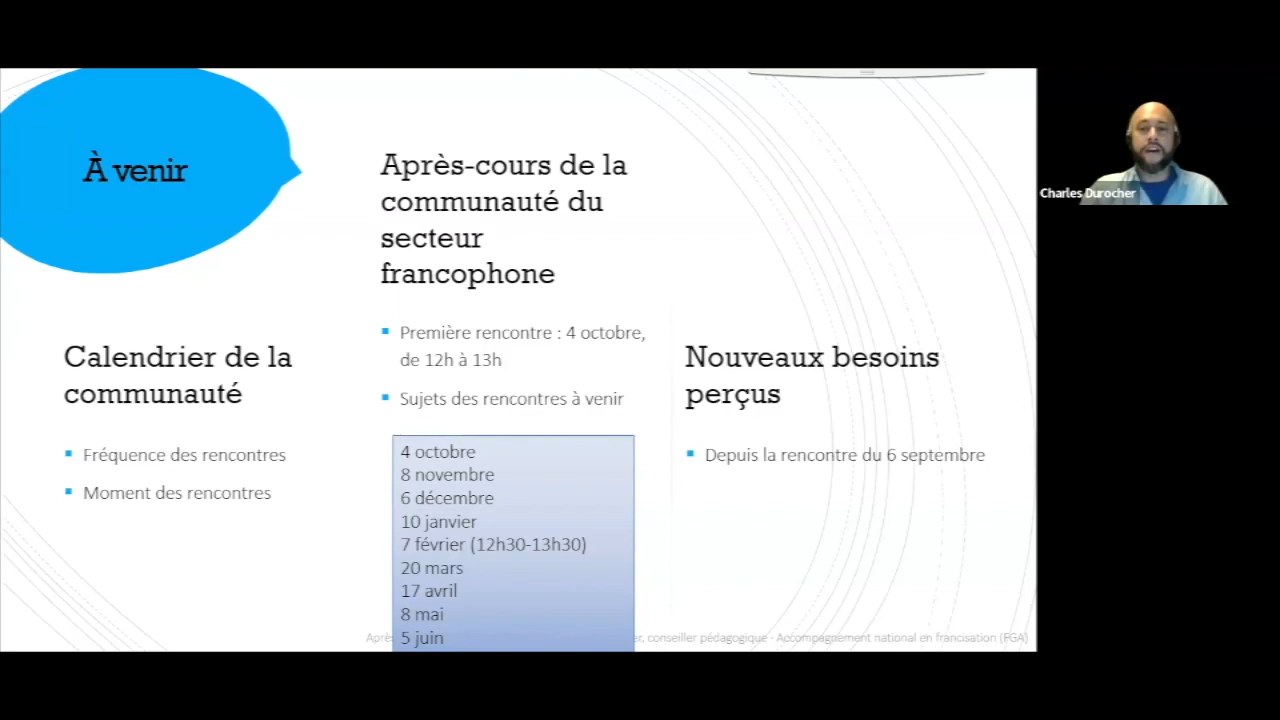 À venir
Après-cours de la
communauté du
secteur
francophone
Première rencontre : 4 octobre,
de 12h à 13h
Sujets des rencontres à venir
4 octobre
8 novembre
6 décembre
10 janvier
7 février (12h30-13h30)
20 mars
17 avril
8 mai
5 juin
Calendrier de la
communauté
Fréquence des rencontres
Moment des rencontres
Nouveaux besoins
perçus
Depuis la rencontre du 6 septembre
conseiller pédagogique - Accompagnement national en francisation (FGA)
Charles Durocher